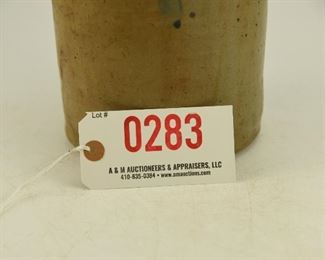 Lot #
0283
A & M AUCTIONEERS & APPRAISERS, LLC
410-835-0384 • www.amauctions.com